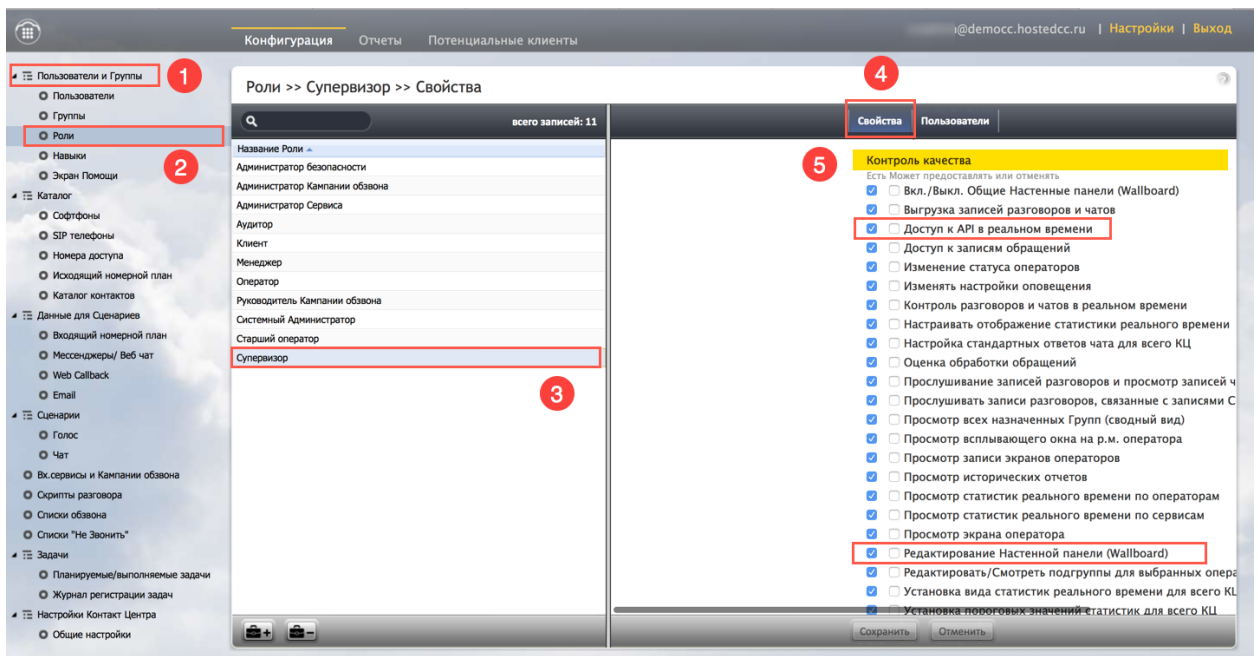 @democc.hostedcc.ru | Настройки | Выход
Конфигурация Отчеты Потенциальные клиенты
Пользователи и Группы
1
Пользователи
Группы
Роли
2
Навыки
Экран Помощи
Каталог
Софтфоны
SIP телефоны
Номера доступа
Исходящий номерной план
Каталог контактов
Данные для Сценариев
Входящий номерной план
Мессенджеры/ Веб чат
Web Callback
Email
Сценарии
Голос
Чат
Вх.сервисы и Кампании обзвона
Скрипты разговора
Списки обзвона
Списки "Не Звонить"
Задачи
Планируемые/выполняемые задачи
Журнал регистрации задач
Настройки Контакт Центра
Общие настройки
Роли >> Супервизор >> Свойства
всего записей: 11
Название Роли
Администратор безопасности
Администратор Кампании обзвона
Администратор Сервиса
Аудитор
Клиент
Менеджер
Оператор
Руководитель Кампании обзвона
Системный Администратор
Старший оператор
Супервизор
3
4
Свойства Пользователи
5
Контроль качества
Есть Может предоставлять или отменять
Вкл./Выкл. Общие Настенные панели (Wallboard)
Выгрузка записей разговоров и чатов
Доступ к API в реальном времени
Доступ к записям обращений
Изменение статуса операторов
Изменять настройки оповещения
Контроль разговоров и чатов в реальном времени
Настраивать отображение статистики реального времени
Настройка стандартных ответов чата для всего КЦ
Оценка обработки обращений
Прослушивание записей разговоров и просмотр записей ч
Прослушивать записи разговоров, связанные с записями С
Просмотр всех назначенных Групп (сводный вид)
Просмотр всплывающего окна на р.м. оператора
Просмотр записи экранов операторов
Просмотр исторических отчетов
Просмотр статистик реального времени по операторам
Просмотр статистик реального времени по сервисам
Просмотр экрана оператора
Редактирование Настенной панели (Wallboard)
Редактировать/Смотреть подгруппы для выбранных опера
Установка вида статистик реального времени для всего КЦ
Установка пороговых значений статистик для всего КЦ
Сохранить Отменить